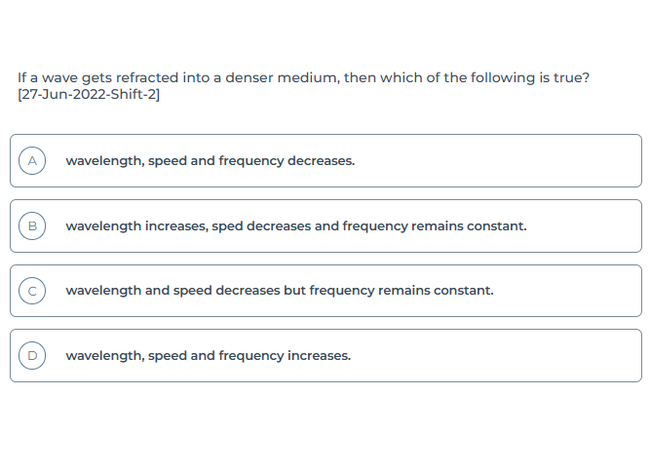 If a wave gets refracted into a denser medium, then which of the following is true?
[27-Jun-2022-Shift-2]
A wavelength, speed and frequency decreases.
B wavelength increases, sped decreases and frequency remains constant.
C wavelength and speed decreases but frequency remains constant.
D wavelength, speed and frequency increases.